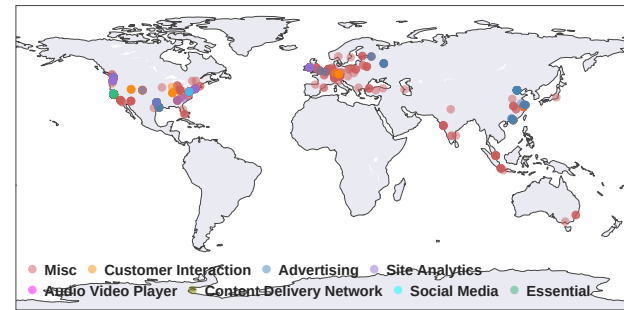 Misc Customer Interaction Advertising Site Analytics
Audio Video Player Content Delivery Network Social Media Essential